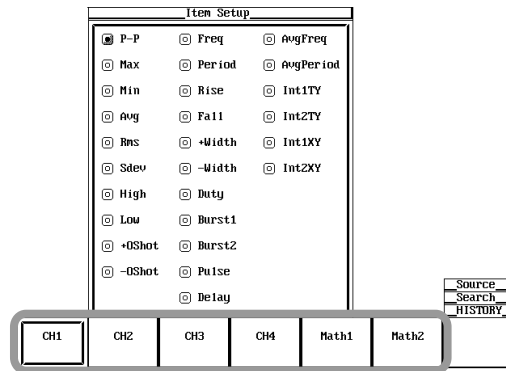 Item Setup
P-P Freq AvgFreq
Max Period AvgPeriod
Min Rise Int1TY
Avg Fall Int2TY
Rms +Width Int1XY
Sdev -Width Int2XY
High Duty
Low Burst1
+OShot Burst2
-OShot Pulse
Delay
Source
Search
HISTORY
CH1 CH2 CH3 CH4 Math1 Math2